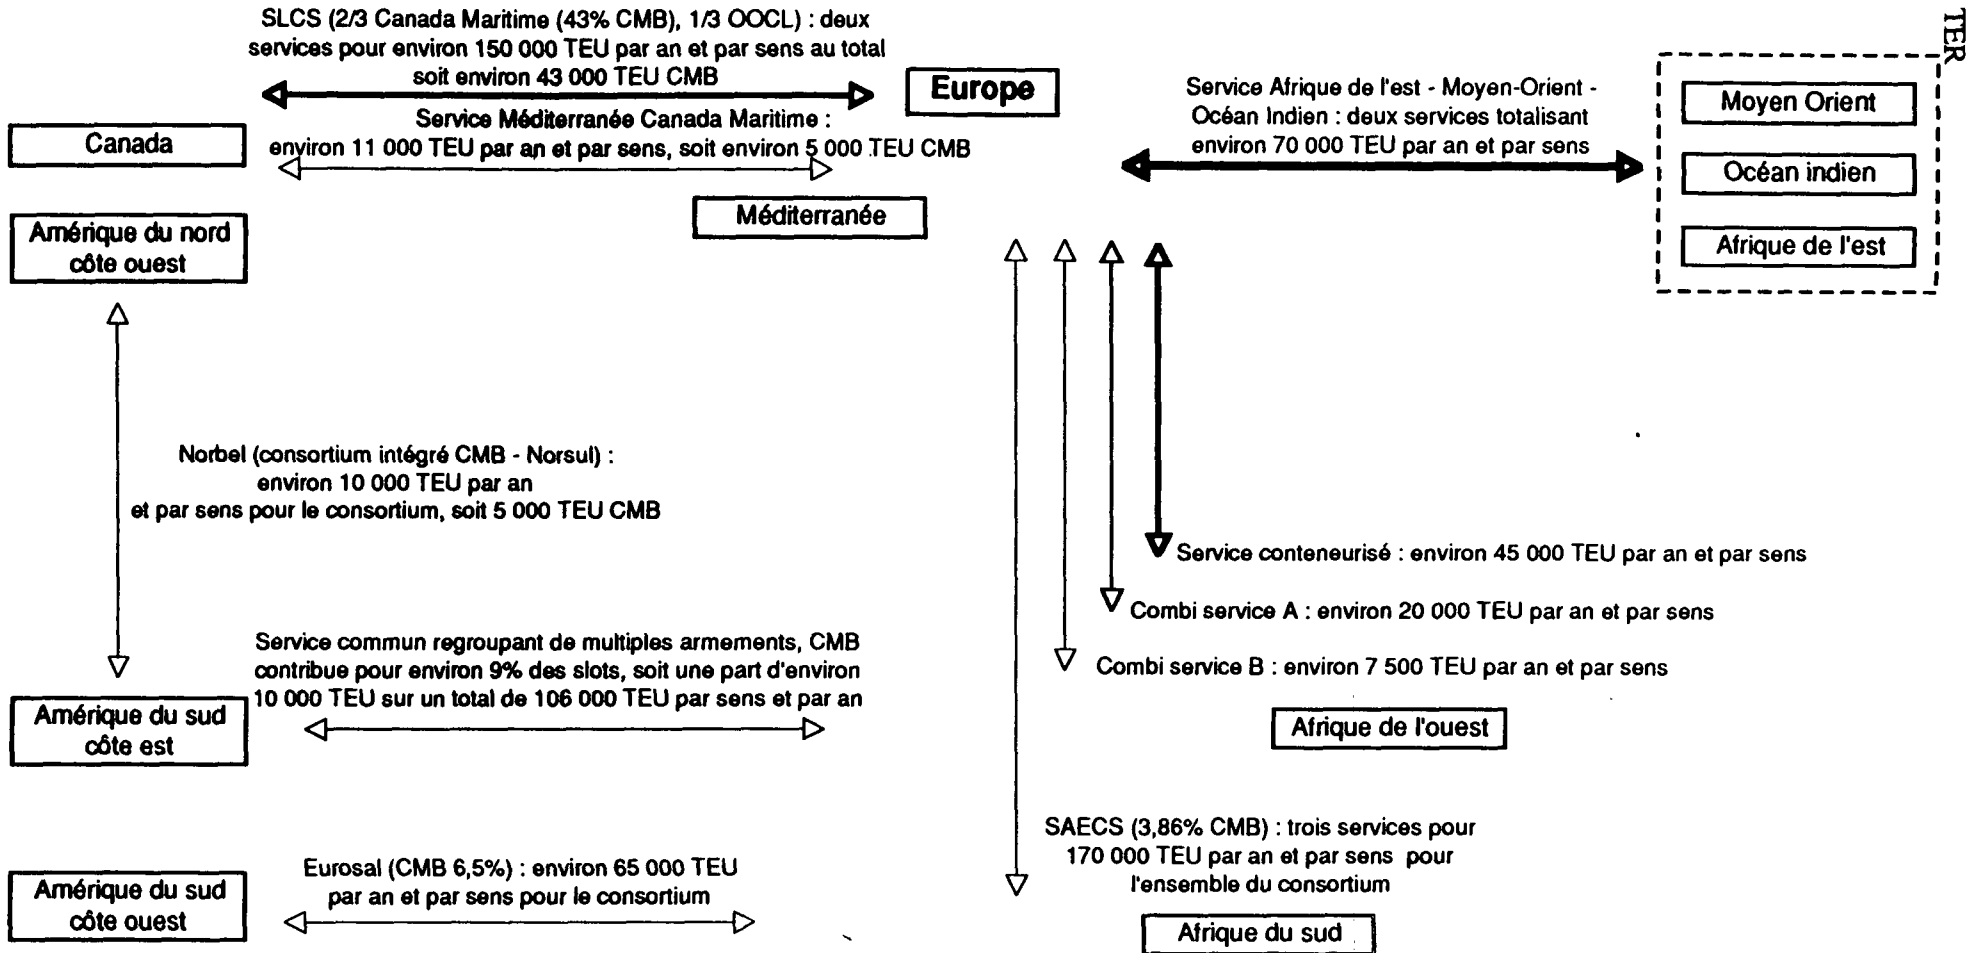 SLCS (2/3 Canada Maritime (43% CMB), 1/3 OOCL) : deux
services pour environ 150 000 TEU par an et par sens au total
soit environ 43 000 TEU CMB
Europe
Service Méditerranée Canada Maritime :
environ 11 000 TEU par an et par sens, soit environ 5 000 TEU CMB
Canada
Méditerranée
Amérique du nord
côte ouest
Service Afrique de l'est - Moyen-Orient -
Océan Indien : deux services totalisant
environ 70 000 TEU par an et par sens
TER
Moyen Orient
Océan indien
Afrique de l'est
Norbel (consortium intégré CMB - Norsul) :
environ 10 000 TEU par an
et par sens pour le consortium, soit 5 000 TEU CMB
Service conteneurisé : environ 45 000 TEU par an et par sens
Combi service A : environ 20 000 TEU par an et par sens
Combi service B : environ 7 500 TEU par an et par sens
Afrique de l'ouest
Service commun regroupant de multiples armements, CMB
contribue pour environ 9% des slots, soit une part d'environ
10 000 TEU sur un total de 106 000 TEU par sens et par an
Amérique du sud
côte est
SAECS (3,86% CMB) : trois services pour
170 000 TEU par an et par sens pour
l'ensemble du consortium
Afrique du sud
Eurosal (CMB 6,5%) : environ 65 000 TEU
par an et par sens pour le consortium
Amérique du sud
côte ouest